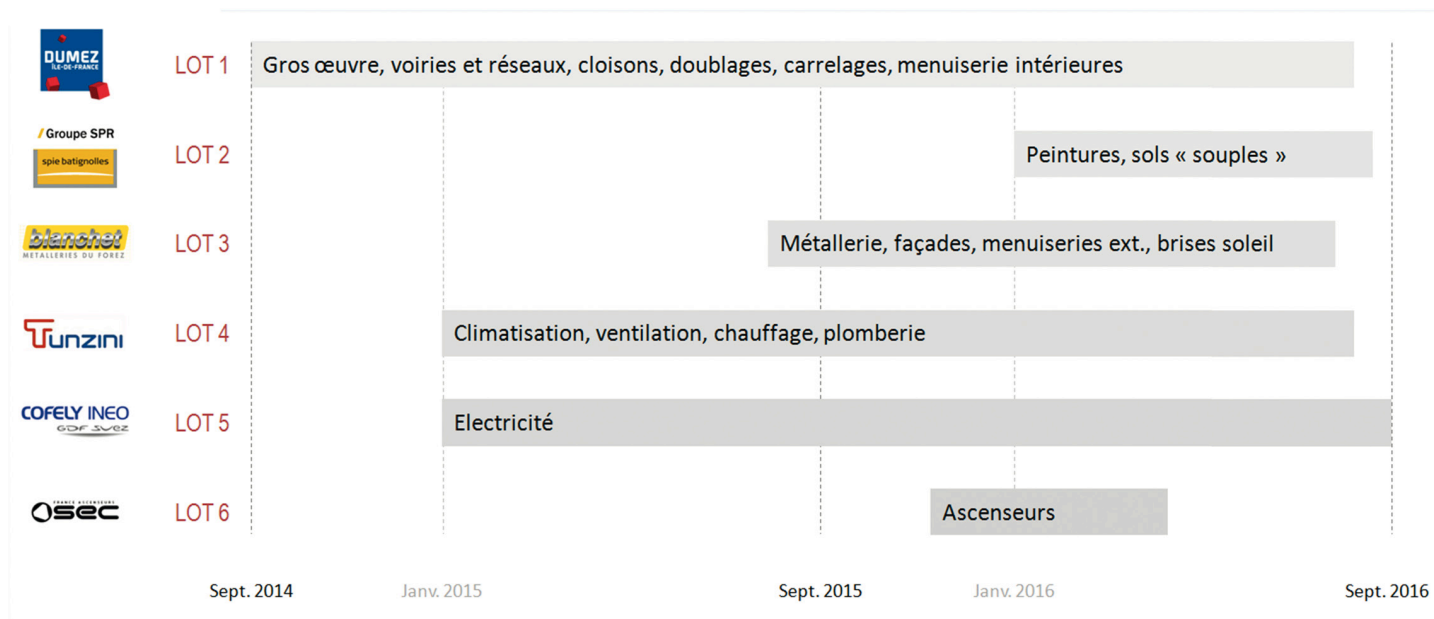 DUMEZ
ÎLE-DE-FRANCE
LOT 1
Gros œuvre, voiries et réseaux, cloisons, doublages, carrelages, menuiserie intérieures
/ Groupe SPR
spie batignolles
LOT 2
Peintures, sols « souples »
blanchet
METALLERIES DU FOREZ
LOT 3
Métallerie, façades, menuiseries ext., brises soleil
Tunzini
LOT 4
Climatisation, ventilation, chauffage, plomberie
COFELY INEO
GDF SUEZ
LOT 5
Electricité
FRANCE ASCENSEURS
osec
LOT 6
Ascenseurs
Sept. 2014 Janv. 2015 Sept. 2015 Janv. 2016 Sept. 2016